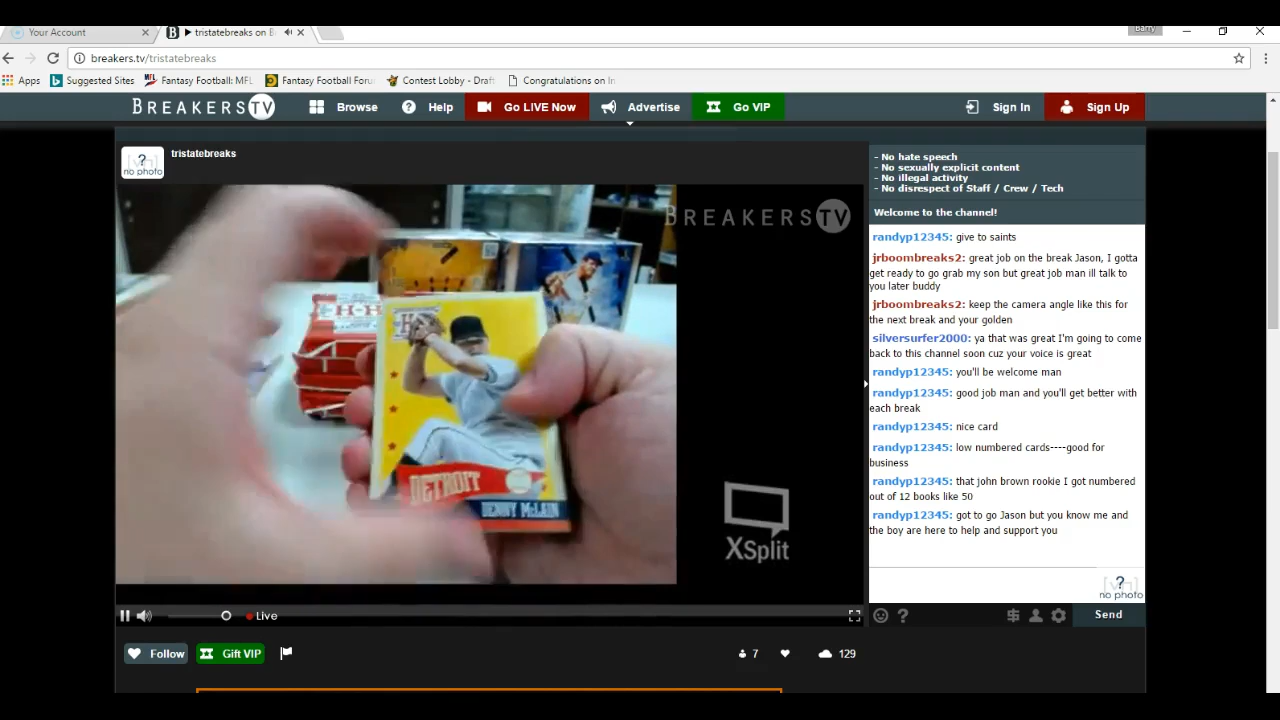 Your Account
tristatebreaks on B
Barry
breakers.tv/tristatebreaks
Apps
Suggested Sites
Fantasy Football: MFL
Fantasy Football Foru
Contest Lobby - Draft
Congratulations on In
BREAKERSTV
Browse
Help
Go LIVE Now
Advertise
Go VIP
Sign In
Sign Up
? no photo
tristatebreaks
BREAKERSTV
DETROIT
DENNY McLAIN
XSplit
- No hate speech
- No sexually explicit content
- No illegal activity
- No disrespect of Staff / Crew / Tech
Welcome to the channel!
randyp12345: give to saints
jrboombreaks2: great job on the break Jason, I gotta
get ready to go grab my son but great job man ill talk to
you later buddy
jrboombreaks2: keep the camera angle like this for
the next break and your golden
silversurfer2000: ya that was great I'm going to come
back to this channel soon cuz your voice is great
randyp12345: you'll be welcome man
randyp12345: good job man and you'll get better with
each break
randyp12345: nice card
randyp12345: low numbered cards----good for
business
randyp12345: that john brown rookie I got numbered
out of 12 books like 50
randyp12345: got to go Jason but you know me and
the boy are here to help and support you
? no photo
Live
Send
Follow
Gift VIP
7
129